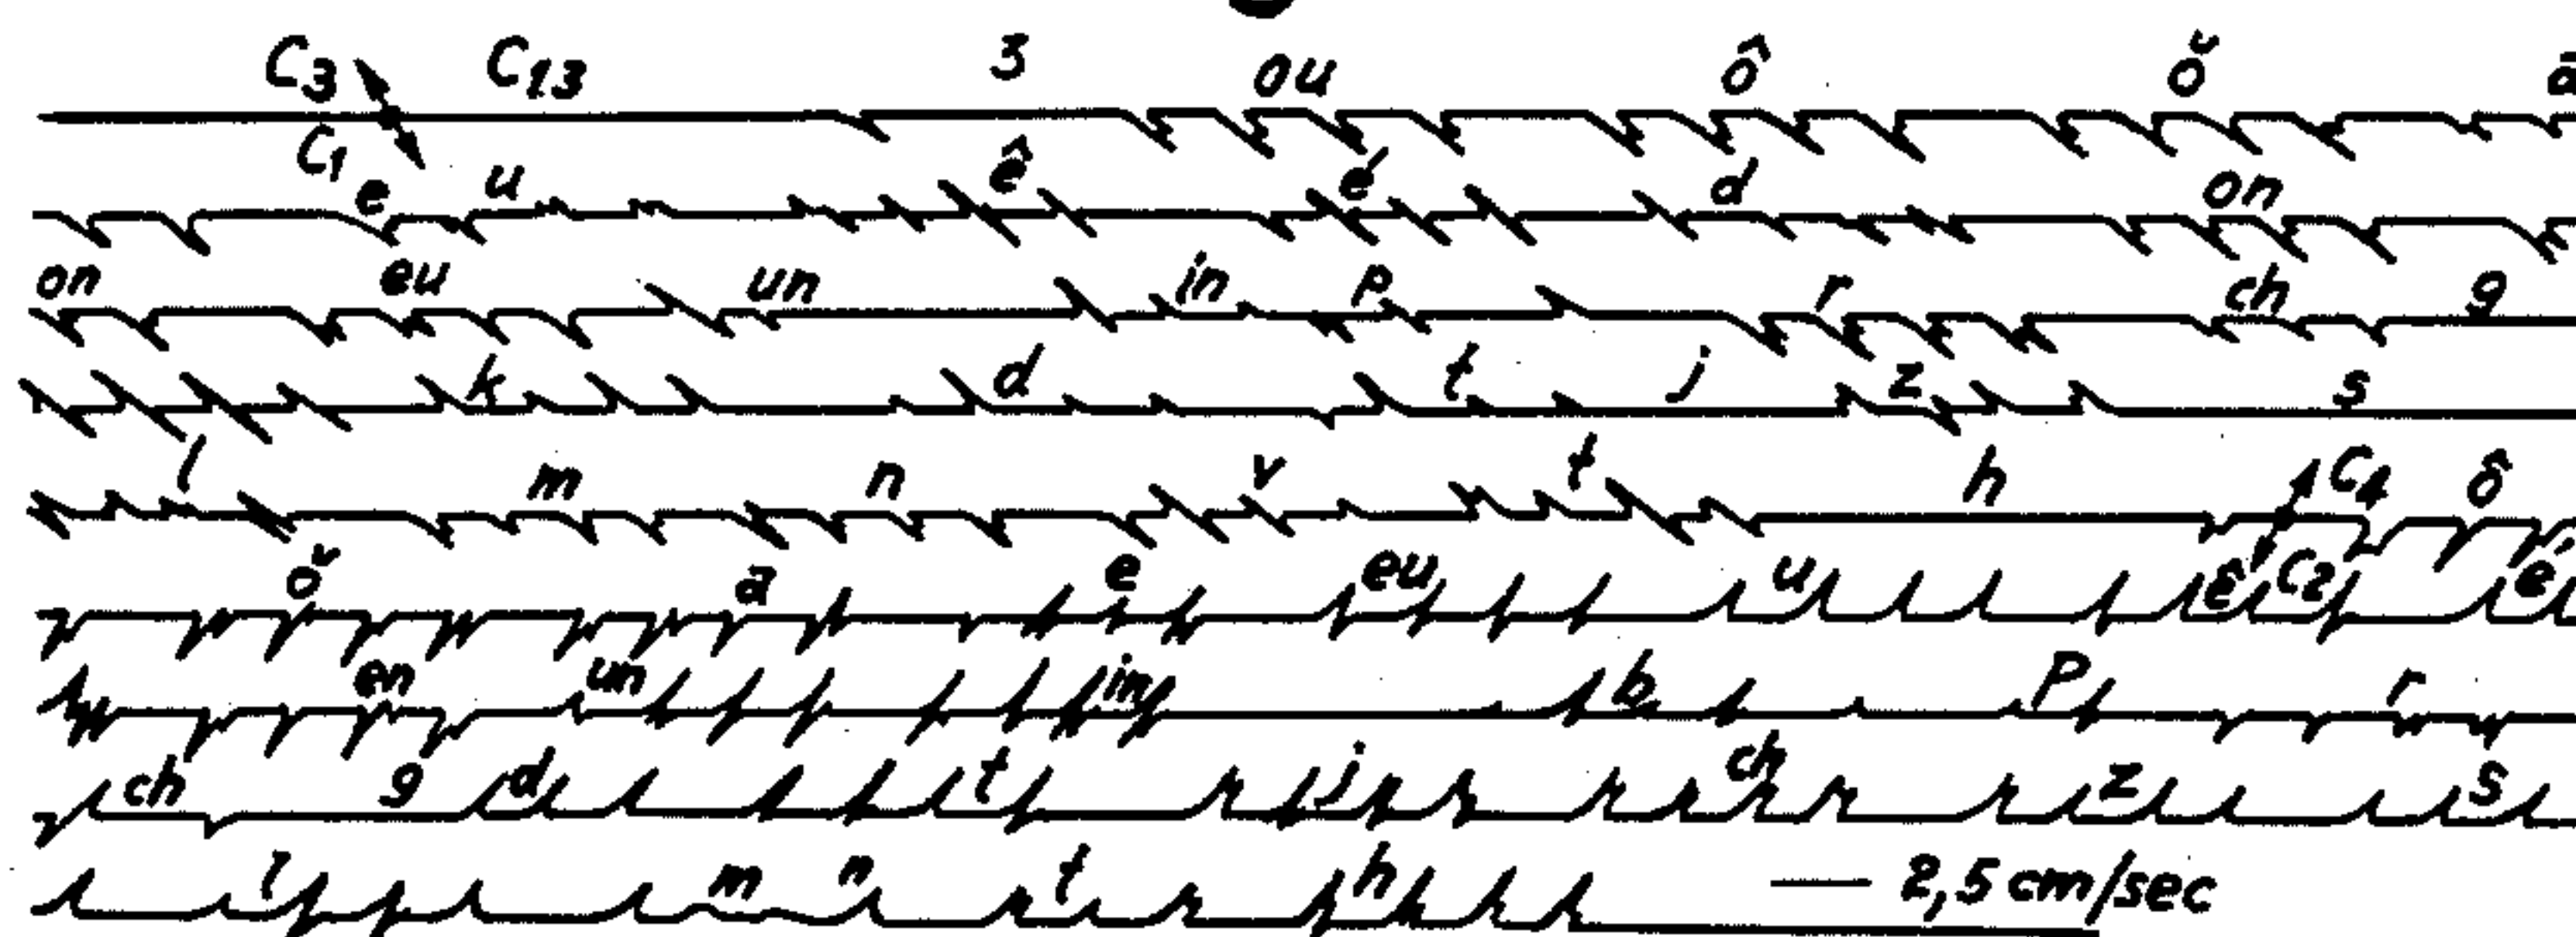 C3 C13 3 ou ô ŏ a
C1 e u ê é d on
on eu un in p r ch g
k d t j z s
l m n v t h C4 ô
ŏ a e eu u ê C2 é
en un in b p r
ch g d t j ch z s
l m n t h 2,5 cm/sec